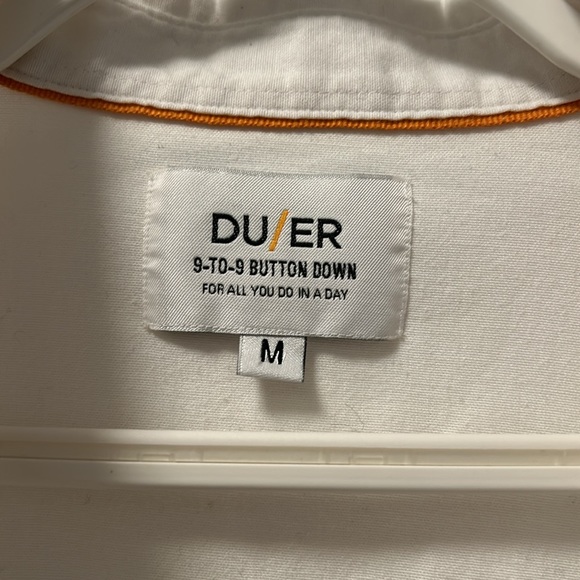 DU/ER
9-TO-9 BUTTON DOWN
FOR ALL YOU DO IN A DAY
M